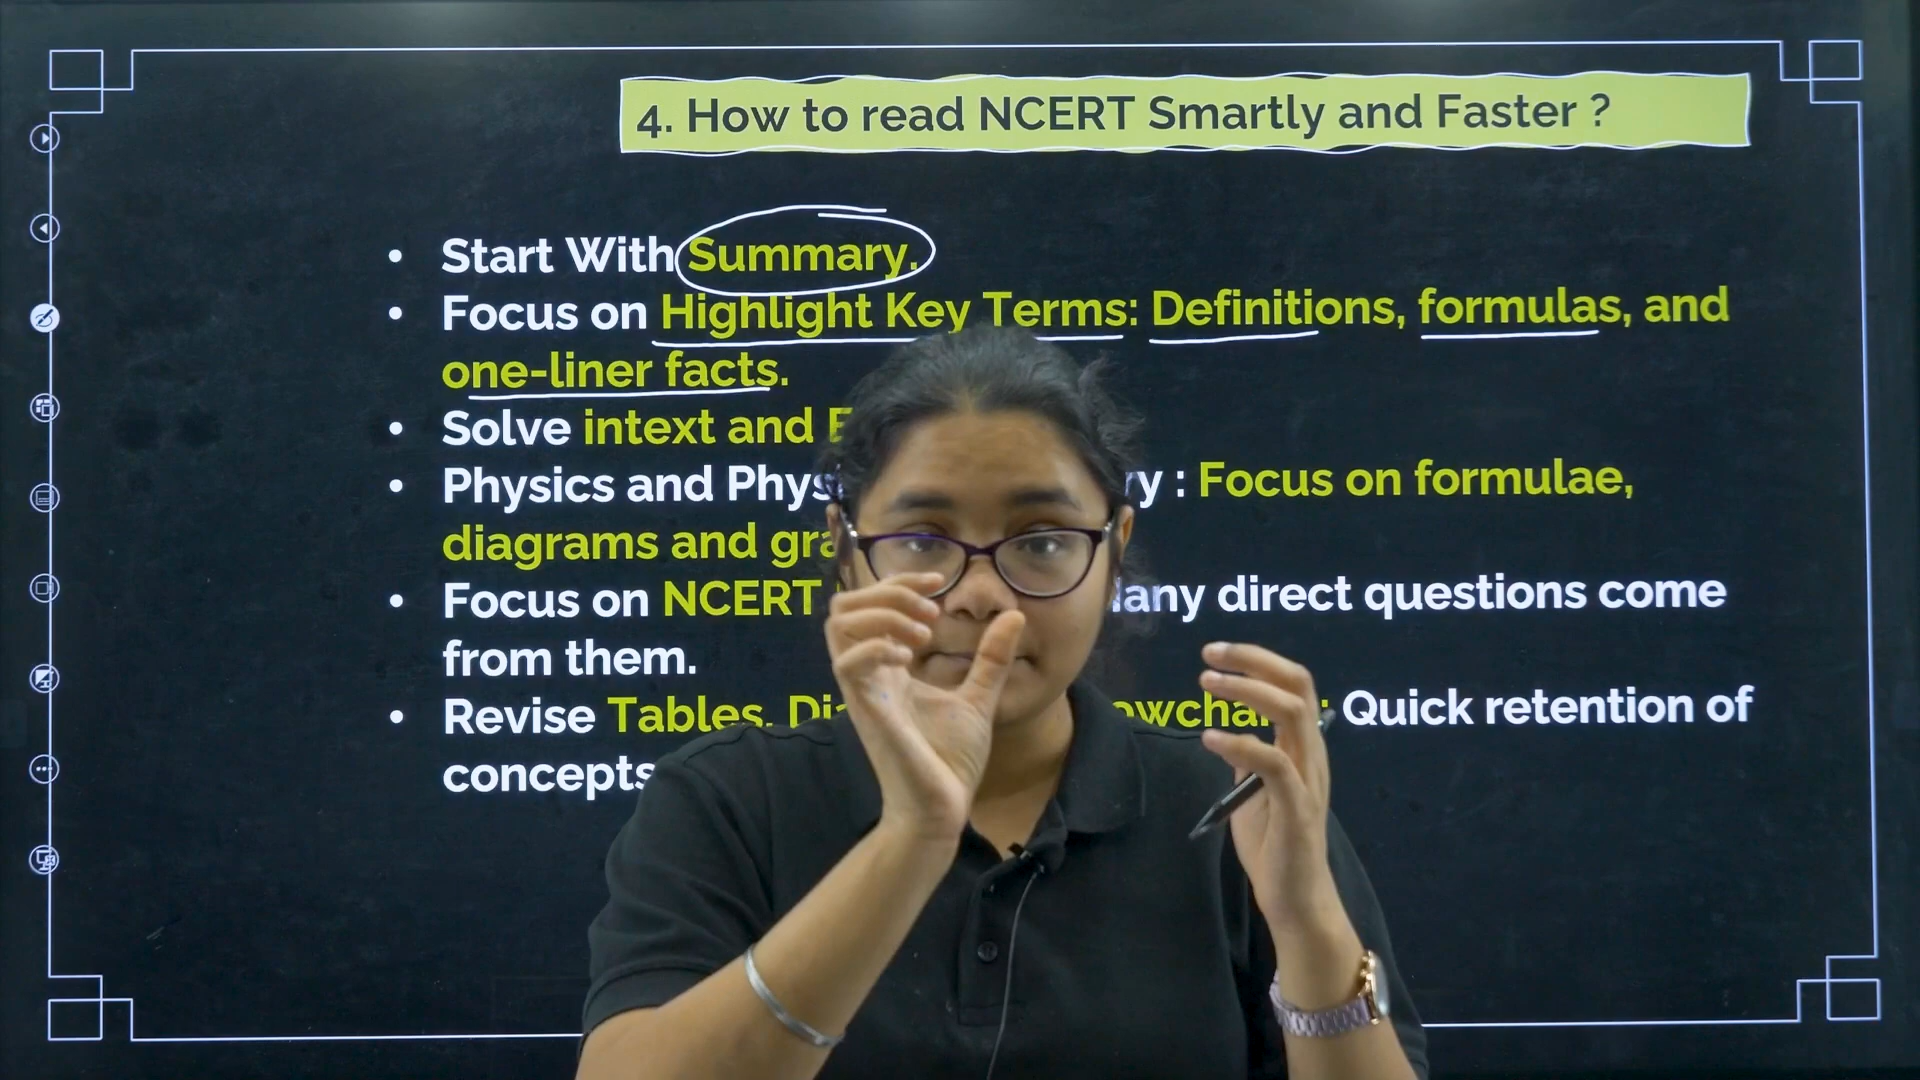 4. How to read NCERT Smartly and Faster ?
• Start With Summary.
• Focus on Highlight Key Terms: Definitions, formulas, and
one-liner facts.
• Solve intext and
• Physics and : Focus on formulae,
diagrams and
• Focus on NCERT direct questions come
from them.
• Revise Tables, Quick retention of
concepts